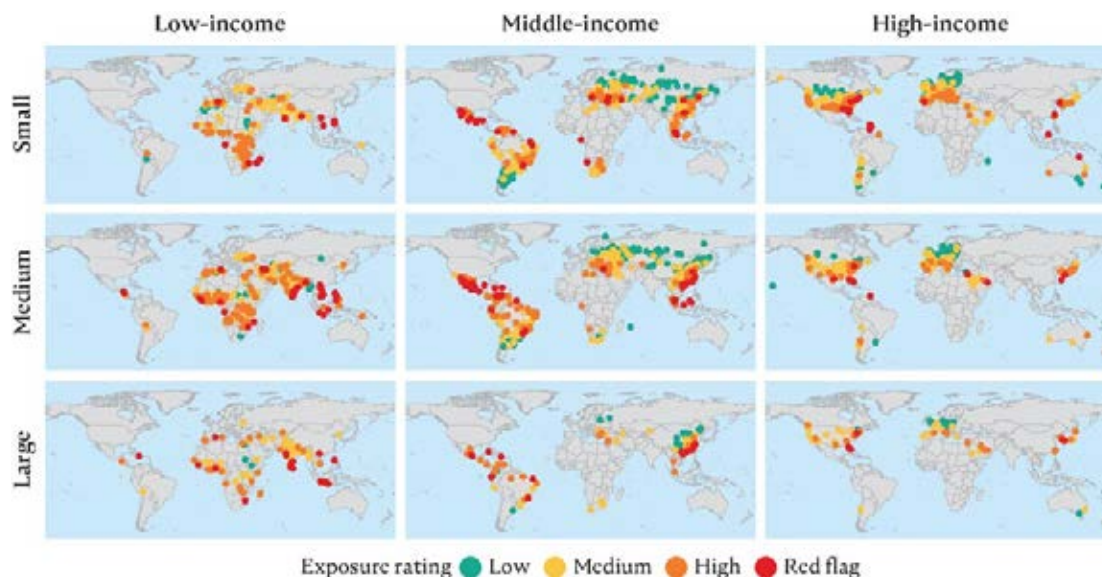 Low-income Middle-income High-income
Small
Medium
Large
Exposure rating Low Medium High Red flag